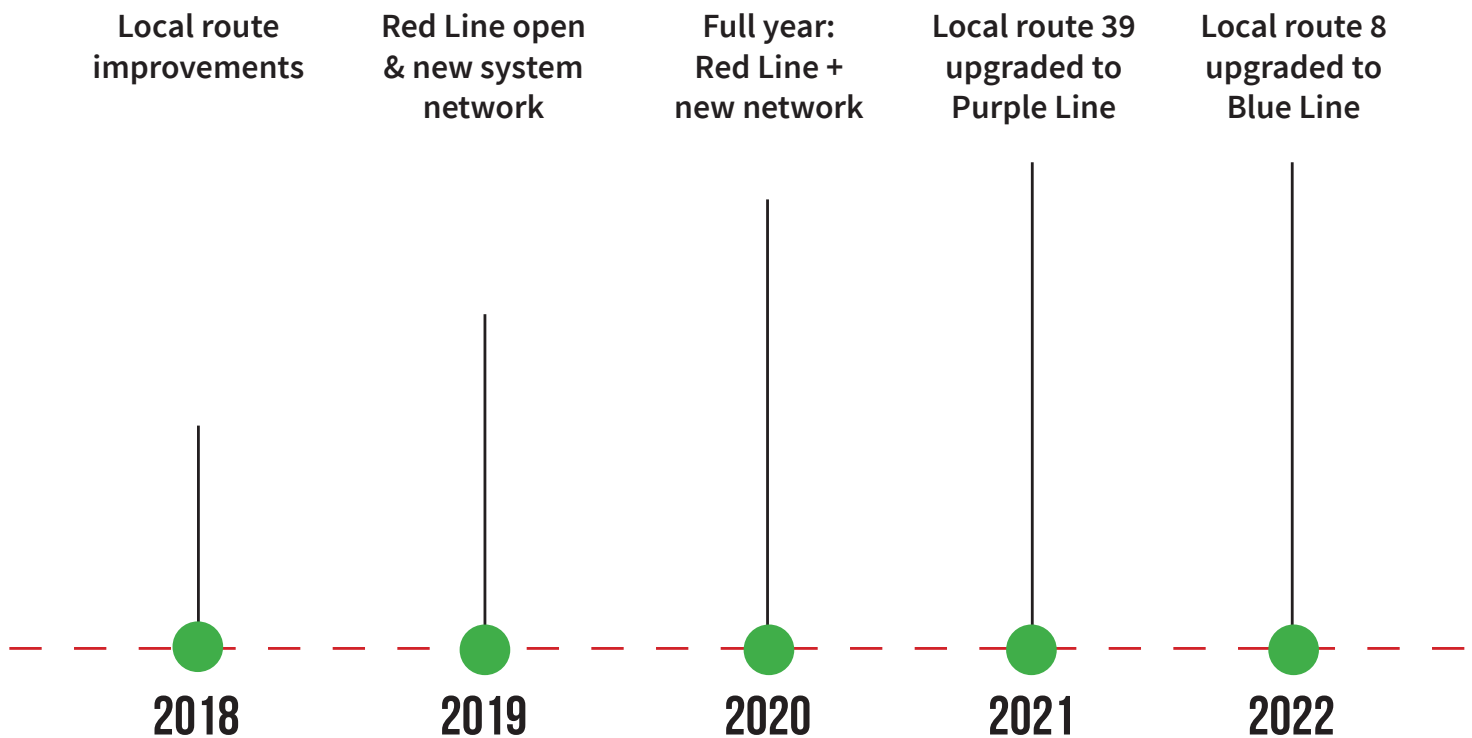 Local route
improvements
Red Line open
& new system
network
Full year:
Red Line +
new network
Local route 39
upgraded to
Purple Line
Local route 8
upgraded to
Blue Line
2018
2019
2020
2021
2022